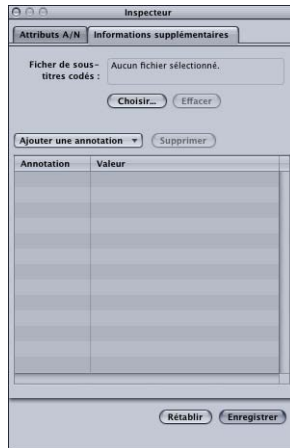 Inspecteur
Attributs A/N Informations supplémentaires
Ficher de sous-
titres codés :
Aucun fichier sélectionné.
Choisir... Effacer
Ajouter une annotation Supprimer
Annotation Valeur
Rétablir Enregistrer